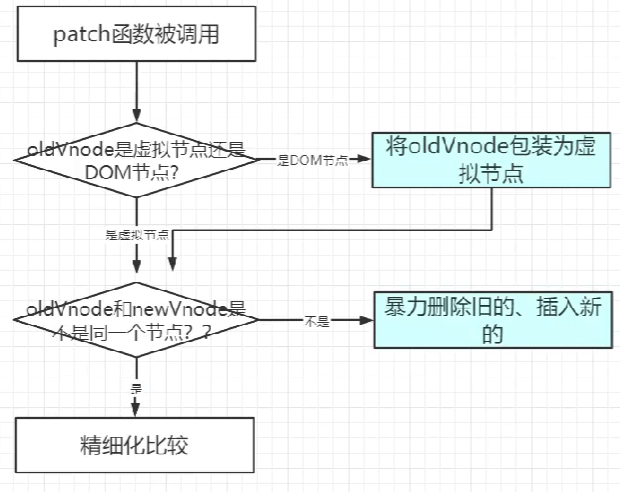 patch函数被调用
oldVnode是虚拟节点还是
DOM节点？
是DOM节点
将oldVnode包装为虚
拟节点
是虚拟节点
oldVnode和newVnode是
不是同一个节点？？
不是
暴力删除旧的、插入新
的
是
精细化比较